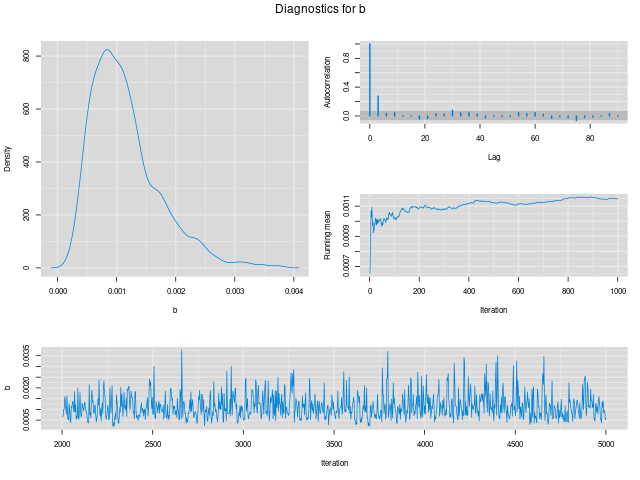 Diagnostics for b
Density
0 200 400 600 800
0.000 0.001 0.002 0.003 0.004
b
Autocorrelation
0.0 0.4 0.8
0 20 40 60 80
Lag
Running mean
0.0007 0.0009 0.0011
0 200 400 600 800 1000
Iteration
b
0.0005 0.0020 0.0035
2000 2500 3000 3500 4000 4500 5000
Iteration